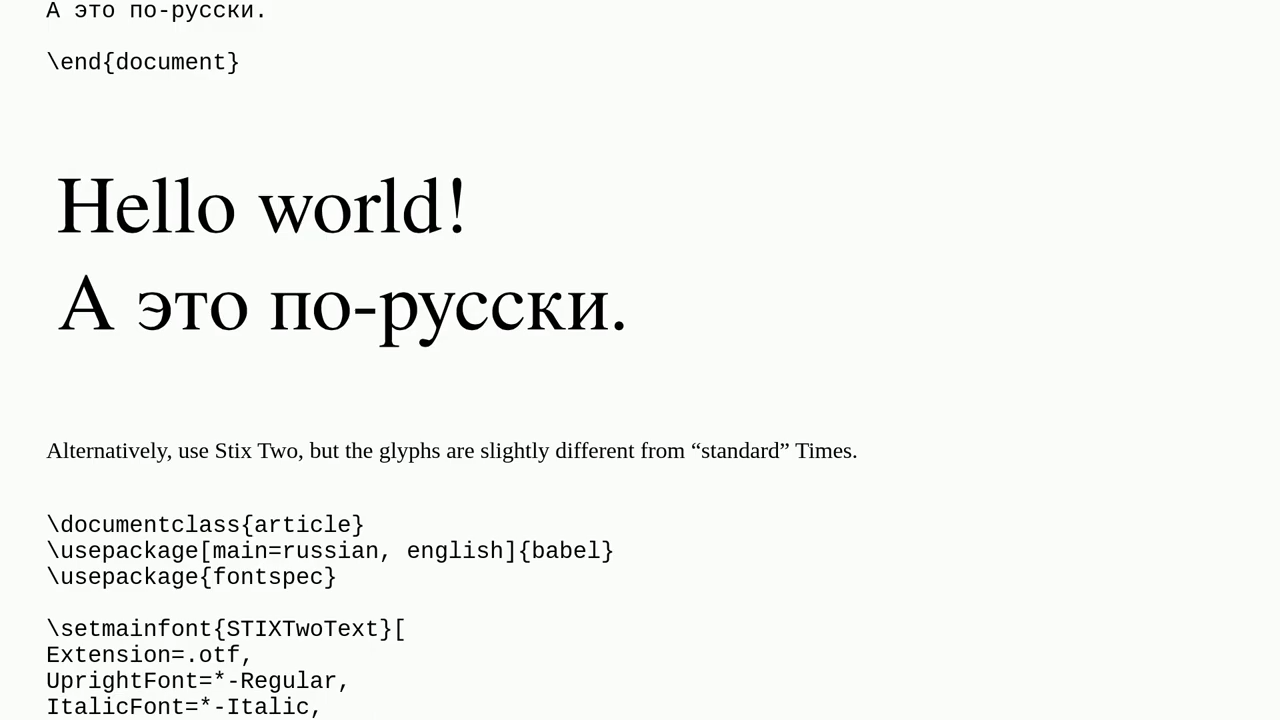 А это по-русски.
\end{document}
Hello world!
А это по-русски.
Alternatively, use Stix Two, but the glyphs are slightly different from “standard” Times.
\documentclass{article}
\usepackage[main=russian, english]{babel}
\usepackage{fontspec}
\setmainfont{STIXTwoText}[
Extension=.otf,
UprightFont=*-Regular,
ItalicFont=*-Italic,